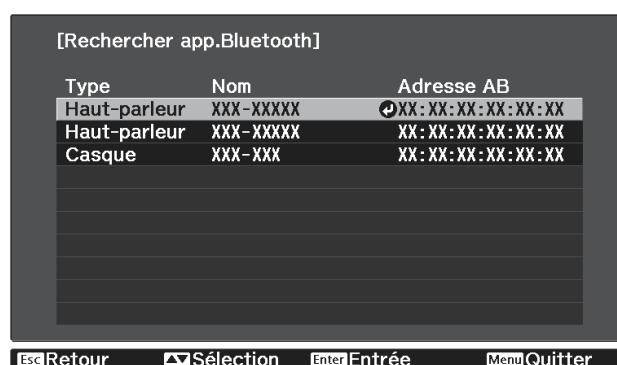 [Rechercher app.Bluetooth]
Type Nom Adresse AB
Haut-parleur XXX-XXXXX XX:XX:XX:XX:XX:XX
Haut-parleur XXX-XXXXX XX:XX:XX:XX:XX:XX
Casque XXX-XXX XX:XX:XX:XX:XX:XX
Esc Retour Sélection Enter Entrée Menu Quitter